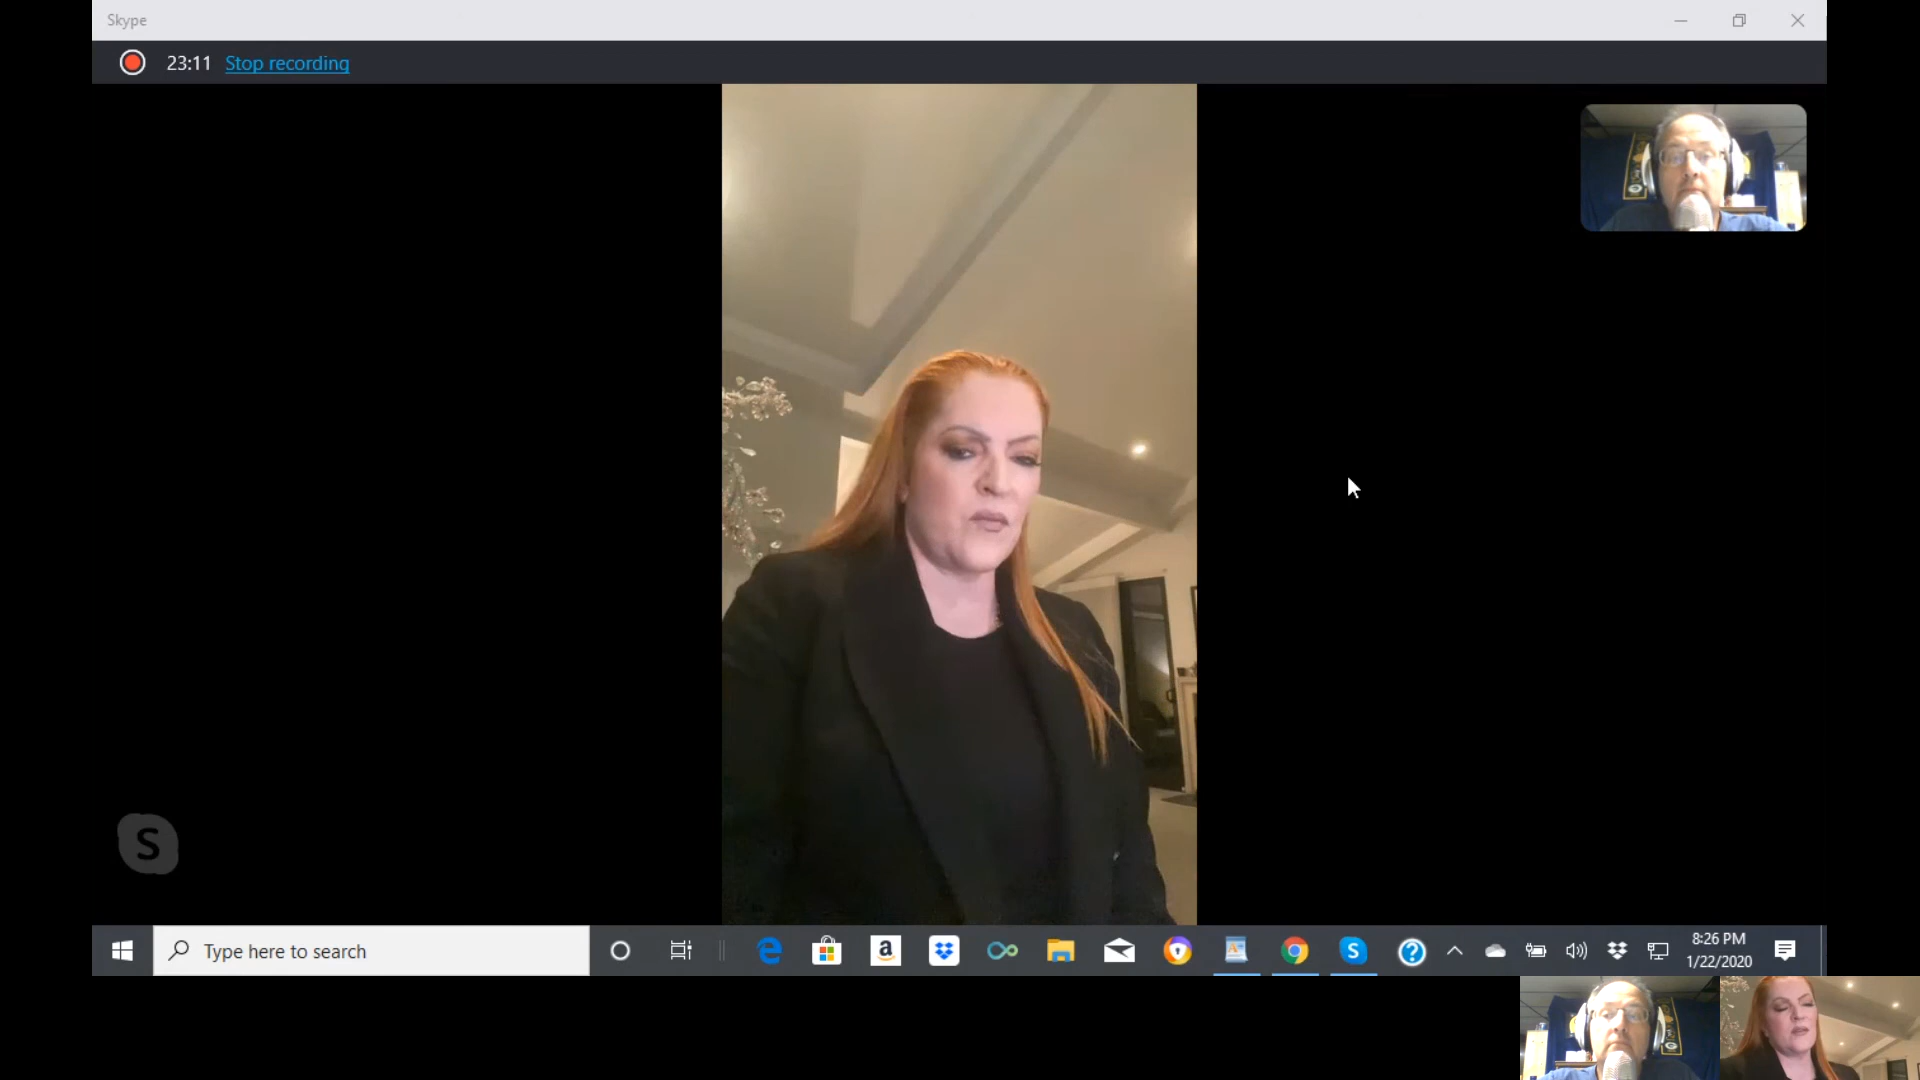 Skype
23:11 Stop recording
S
Type here to search
a
S
?
8:26 PM
1/22/2020